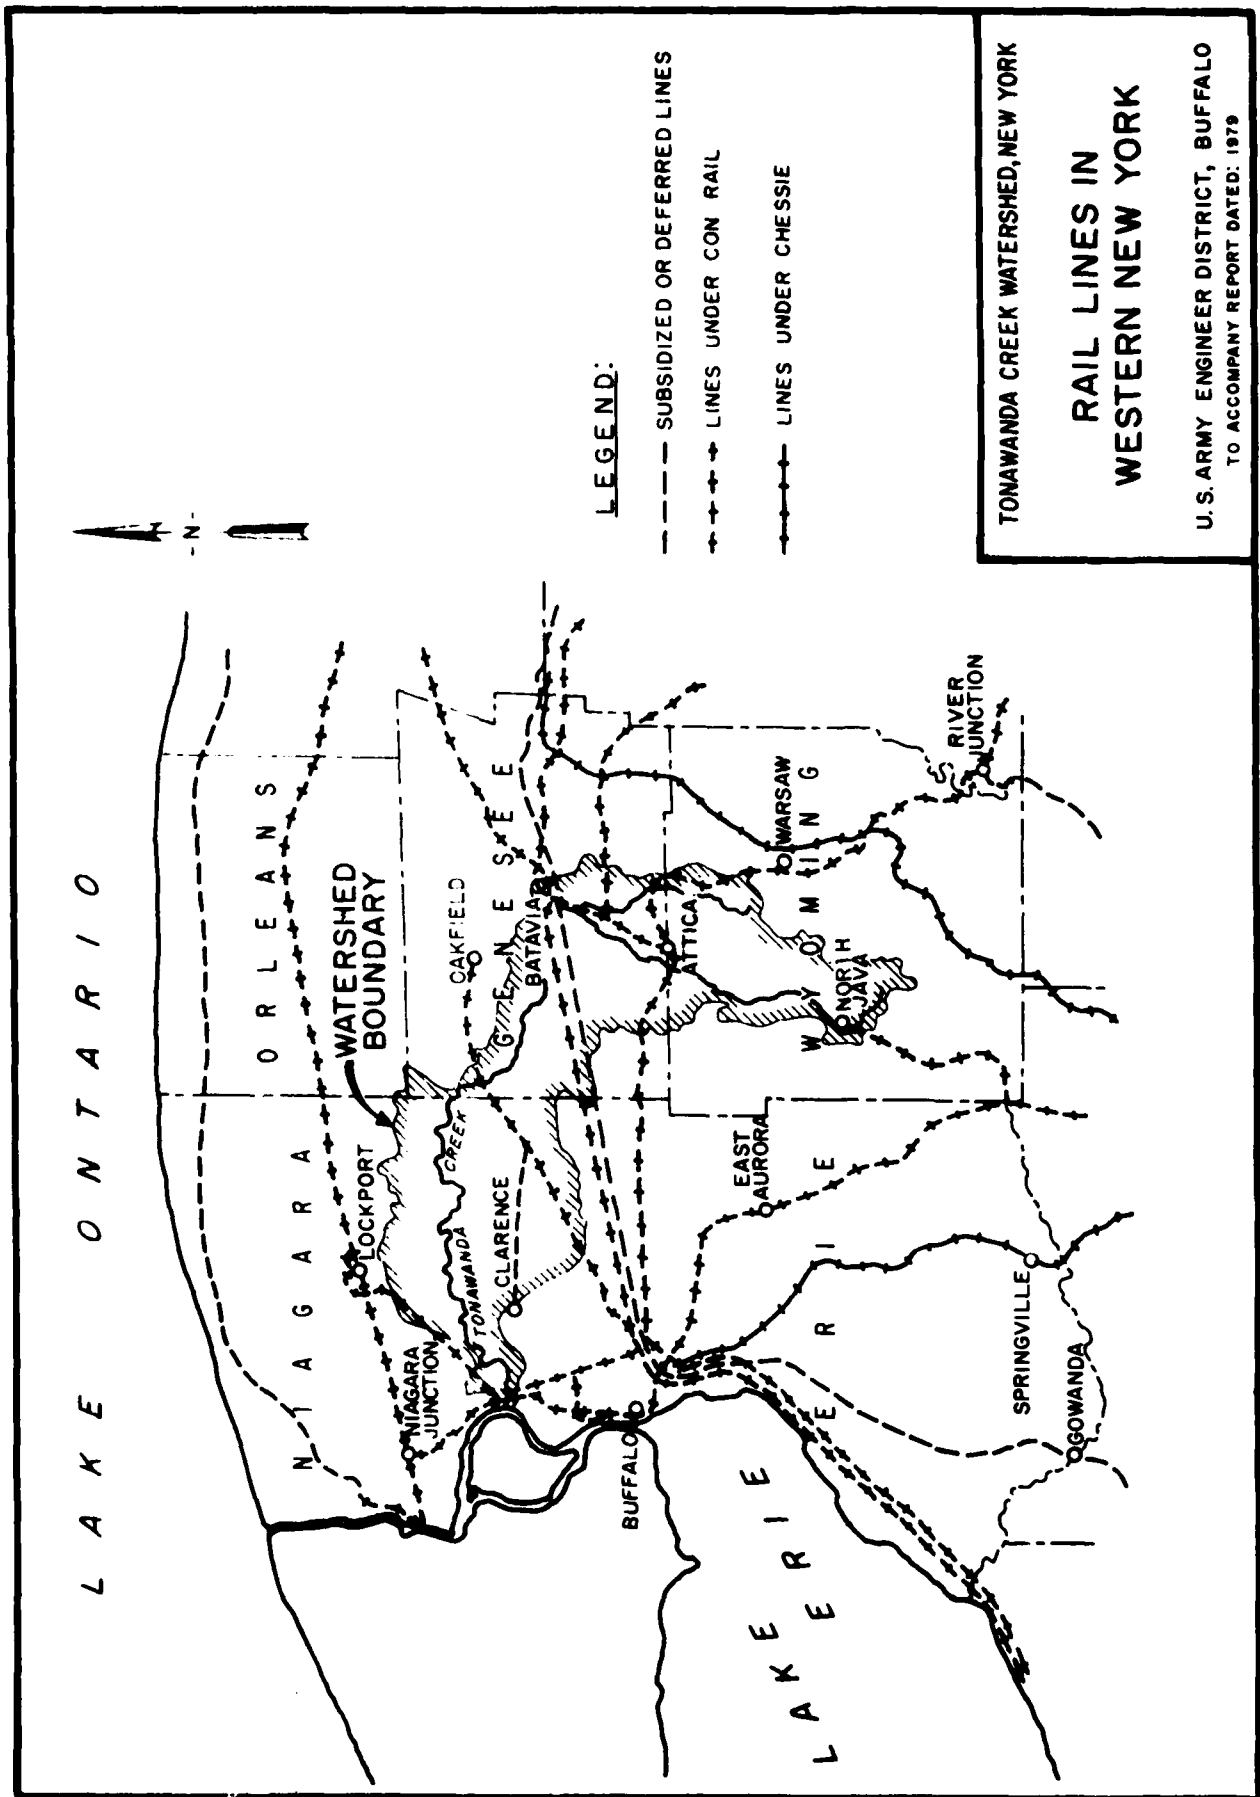 LAKE ONTARIO
- N -
ORLEANS
NIAGARA
WATERSHED
BOUNDARY
LOCKPORT
OAKFIELD
GENESEE
BATAVIA
NIAGARA
JUNCTION
TONAWANDA CREEK
CLARENCE
BUFFALO
ATTICA
WARSAW
WYOMING
NORTH
JAVA
EAST
AURORA
ERIE
RIVER
JUNCTION
SPRINGVILLE
GOWANDA
LAKE
ERIE
LEGEND:
SUBSIDIZED OR DEFERRED LINES
LINES UNDER CON RAIL
LINES UNDER CHESSIE
TONAWANDA CREEK WATERSHED, NEW YORK
RAIL LINES IN
WESTERN NEW YORK
U.S. ARMY ENGINEER DISTRICT, BUFFALO
TO ACCOMPANY REPORT DATED: 1979